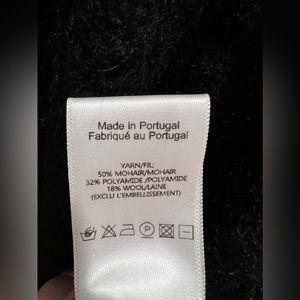 Made in Portugal
Fabriqué au Portugal
YARN/FIL:
50% MOHAIR/MOHAIR
32% POLYAMIDE /POLYAMIDE
18% WOOL/LAINE
(EXCLU L'EMBELLISSEMENT)